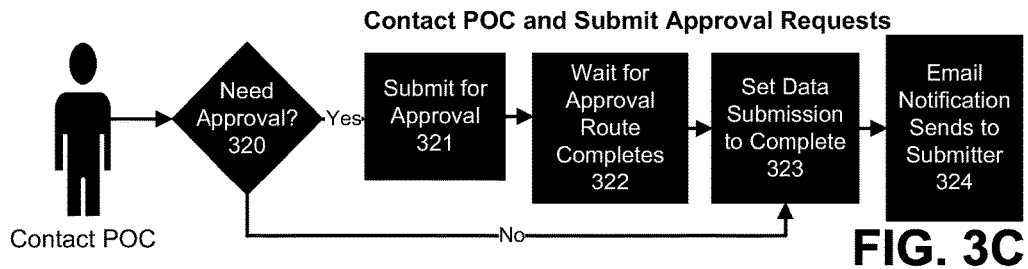 Contact POC and Submit Approval Requests
Contact POC
Need
Approval?
320
Yes
No
Submit for
Approval
321
Wait for
Approval
Route
Completes
322
Set Data
Submission
to Complete
323
Email
Notification
Sends to
Submitter
324
FIG. 3C